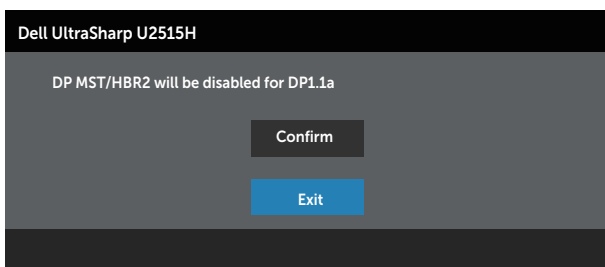 Dell UltraSharp U2515H
DP MST/HBR2 will be disabled for DP1.1a
Confirm
Exit